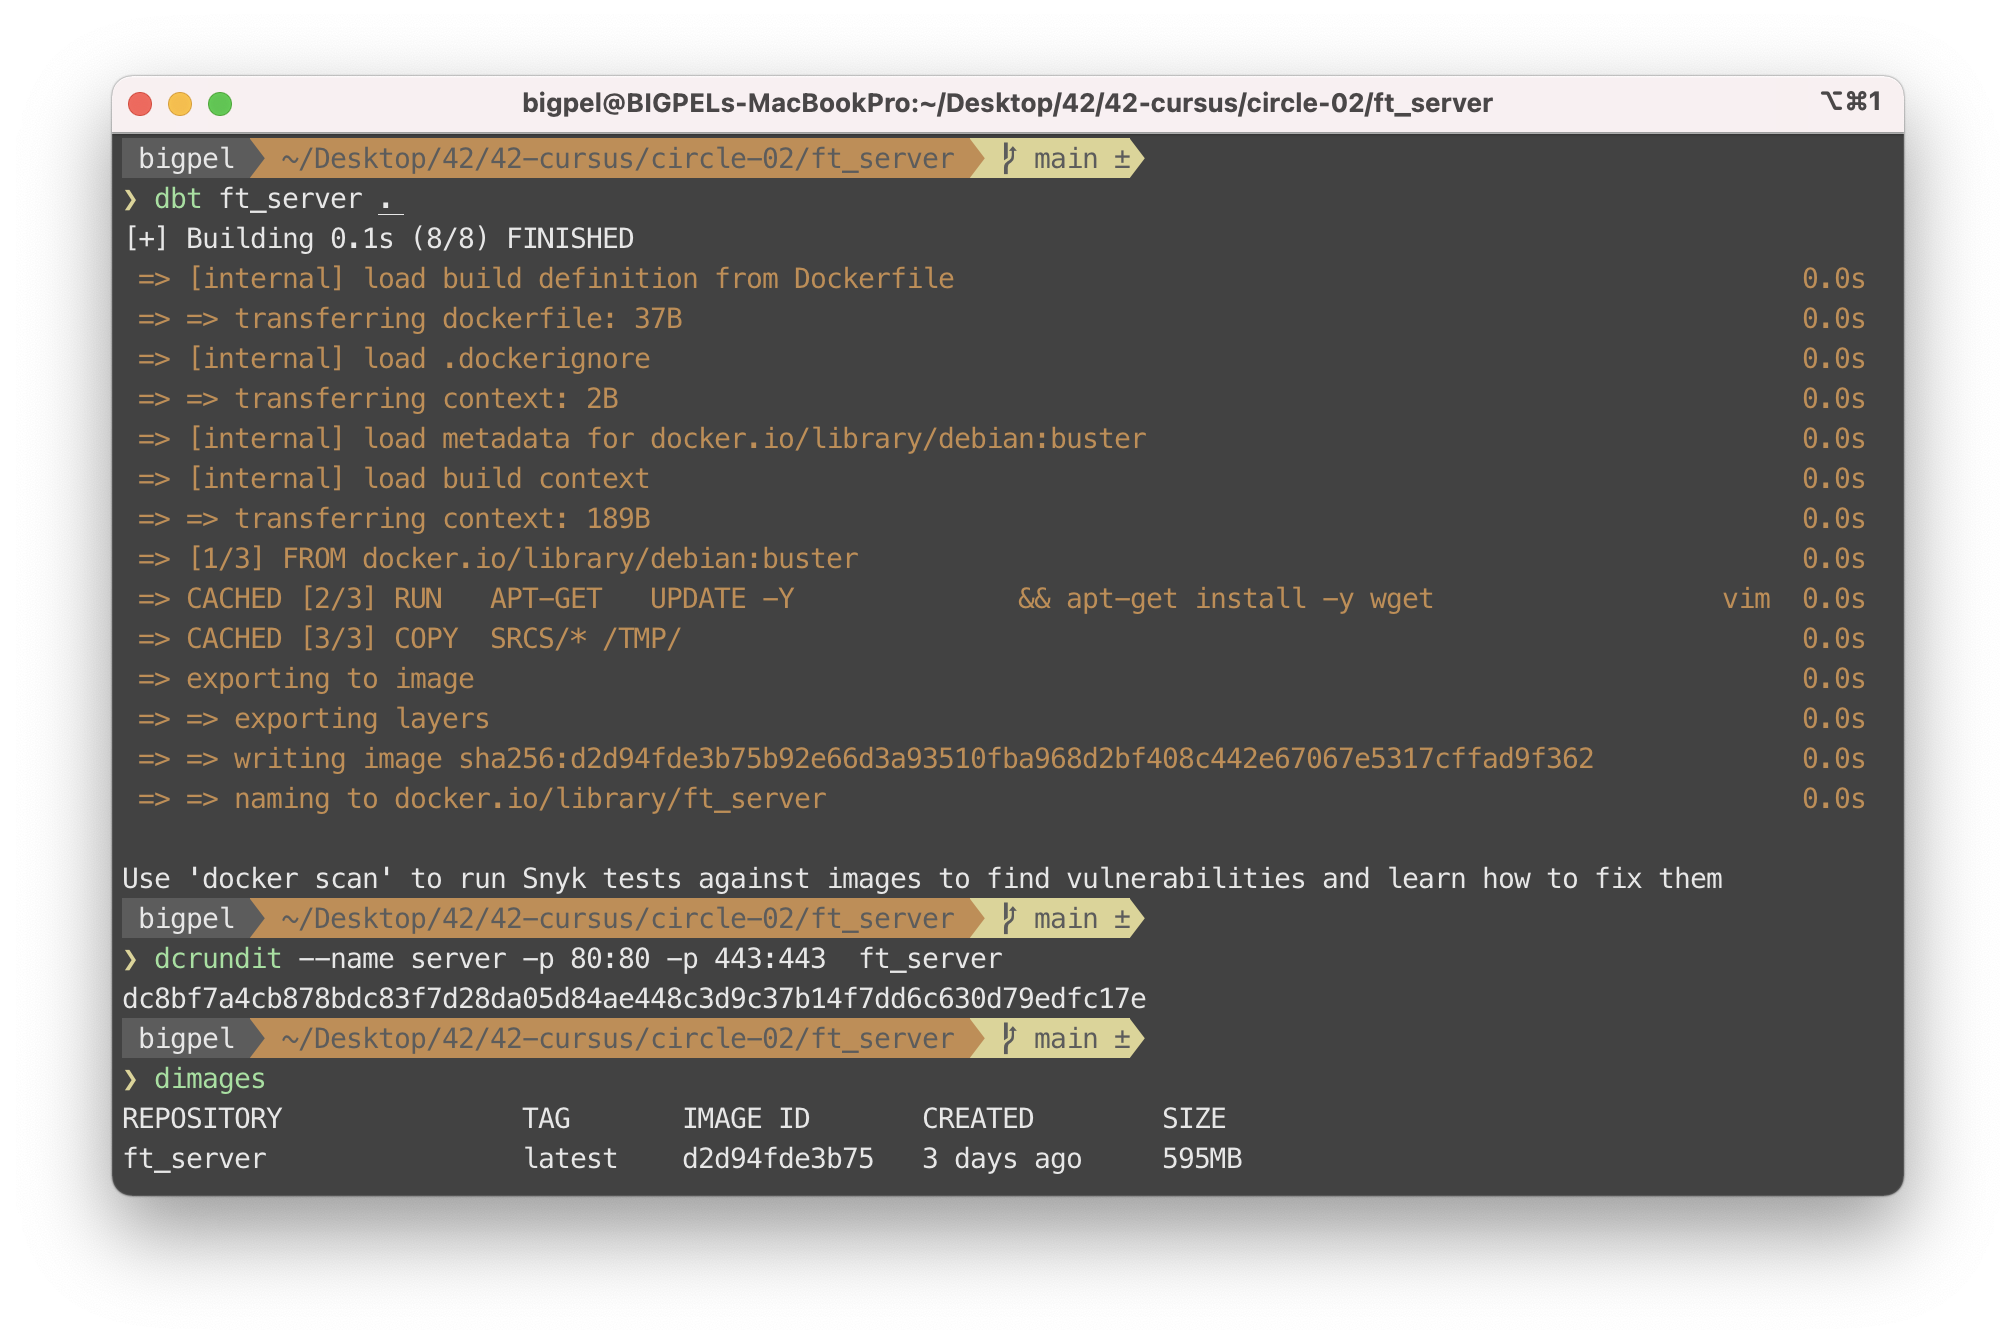 bigpel@BIGPELs-MacBookPro:~/Desktop/42/42-cursus/circle-02/ft_server ⌥⌘1
bigpel ~/Desktop/42/42-cursus/circle-02/ft_server main ±
❯ dbt ft_server .
[+] Building 0.1s (8/8) FINISHED
=> [internal] load build definition from Dockerfile 0.0s
=> => transferring dockerfile: 37B 0.0s
=> [internal] load .dockerignore 0.0s
=> => transferring context: 2B 0.0s
=> [internal] load metadata for docker.io/library/debian:buster 0.0s
=> [internal] load build context 0.0s
=> => transferring context: 189B 0.0s
=> [1/3] FROM docker.io/library/debian:buster 0.0s
=> CACHED [2/3] RUN APT-GET UPDATE -Y && apt-get install -y wget vim 0.0s
=> CACHED [3/3] COPY SRCS/* /TMP/ 0.0s
=> exporting to image 0.0s
=> => exporting layers 0.0s
=> => writing image sha256:d2d94fde3b75b92e66d3a93510fba968d2bf408c442e67067e5317cffad9f362 0.0s
=> => naming to docker.io/library/ft_server 0.0s
Use 'docker scan' to run Snyk tests against images to find vulnerabilities and learn how to fix them
bigpel ~/Desktop/42/42-cursus/circle-02/ft_server main ±
❯ dcrundit --name server -p 80:80 -p 443:443 ft_server
dc8bf7a4cb878bdc83f7d28da05d84ae448c3d9c37b14f7dd6c630d79edfc17e
bigpel ~/Desktop/42/42-cursus/circle-02/ft_server main ±
❯ dimages
REPOSITORY TAG IMAGE ID CREATED SIZE
ft_server latest d2d94fde3b75 3 days ago 595MB